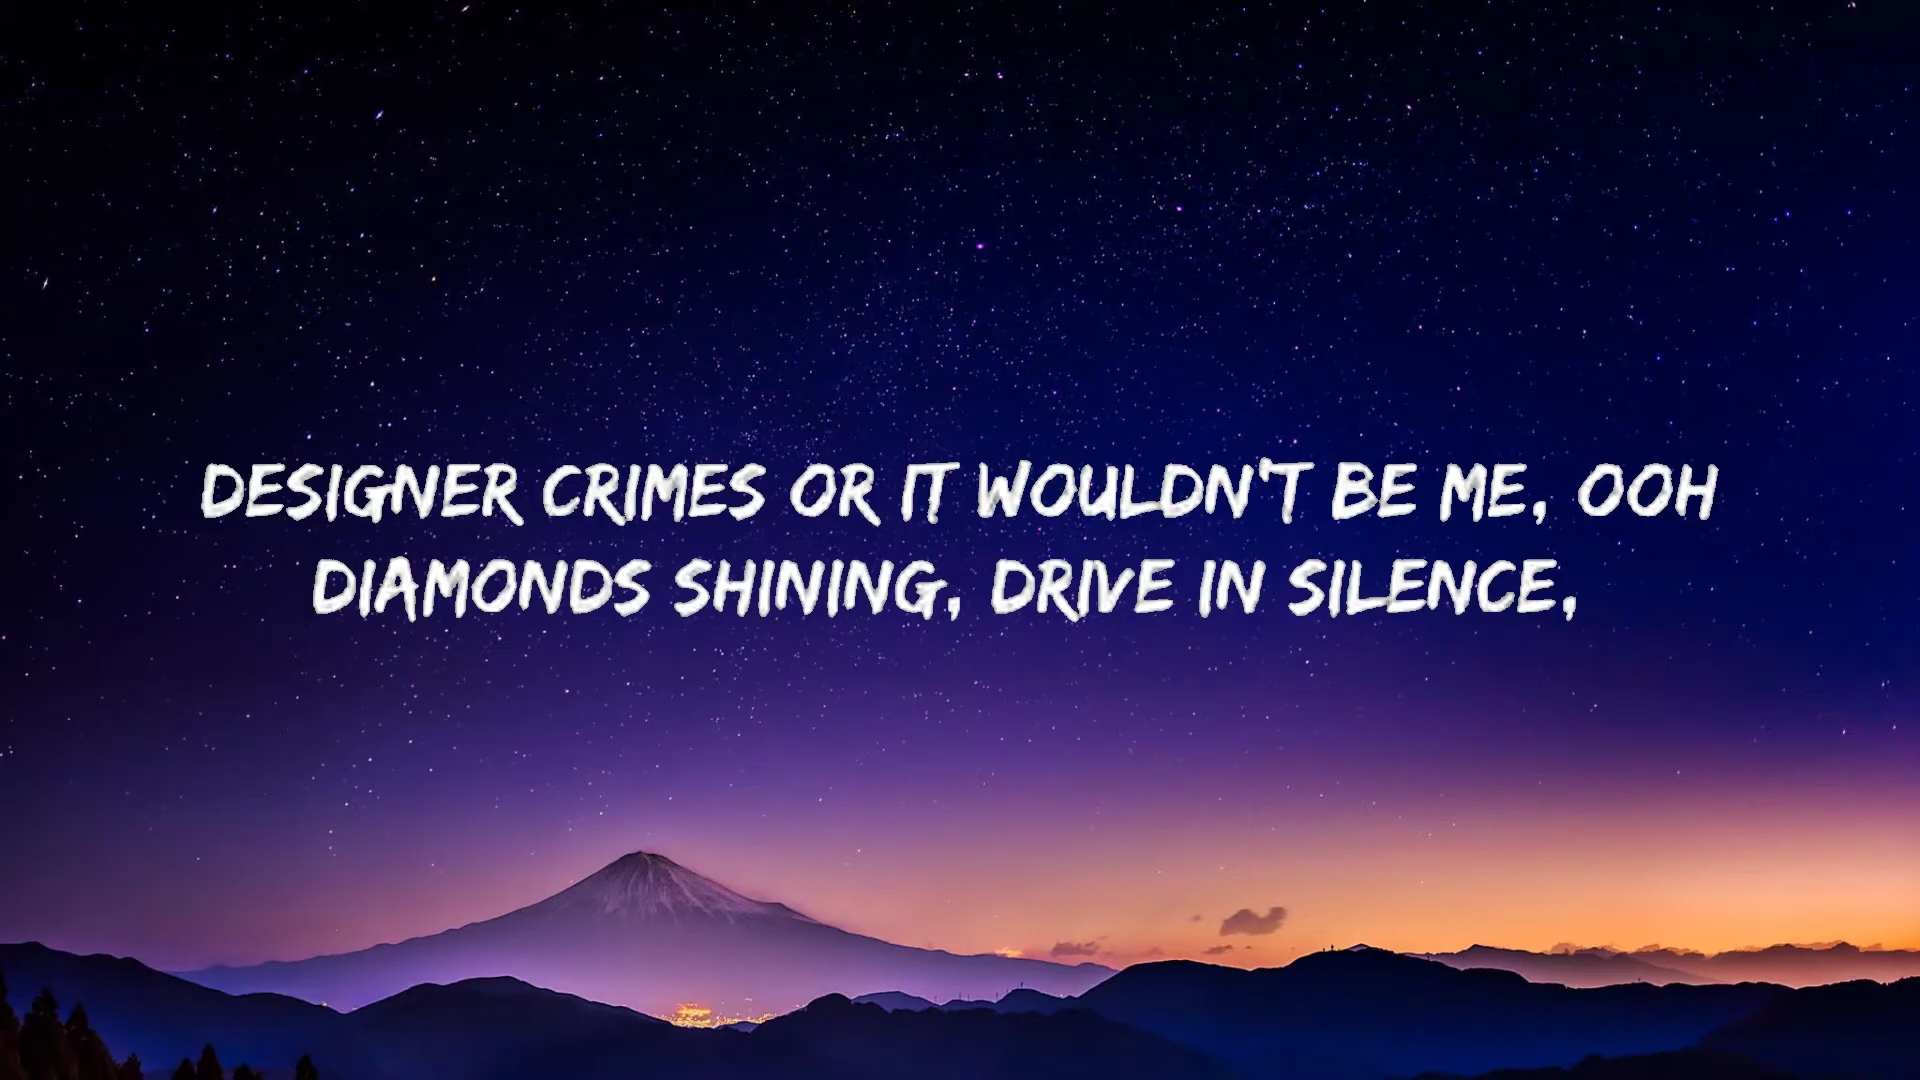 DESIGNER CRIMES OR IT WOULDN'T BE ME, OOH
DIAMONDS SHINING, DRIVE IN SILENCE,